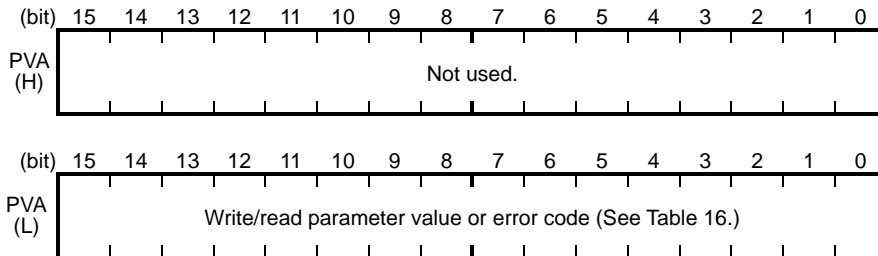 (bit) 15 14 13 12 11 10 9 8 7 6 5 4 3 2 1 0
PVA
(H)
Not used.
(bit) 15 14 13 12 11 10 9 8 7 6 5 4 3 2 1 0
PVA
(L)
Write/read parameter value or error code (See Table 16.)